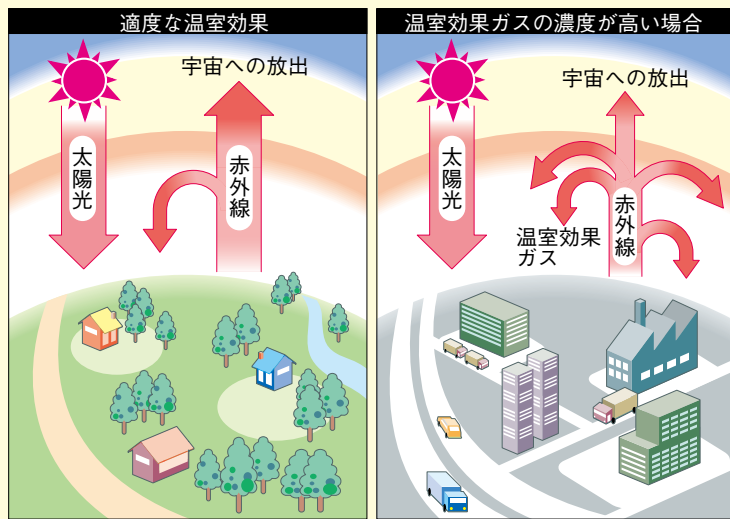 適度な温室効果
宇宙への放出
太陽光
赤外線
温室効果ガスの濃度が高い場合
宇宙への放出
太陽光
赤外線
温室効果
ガス